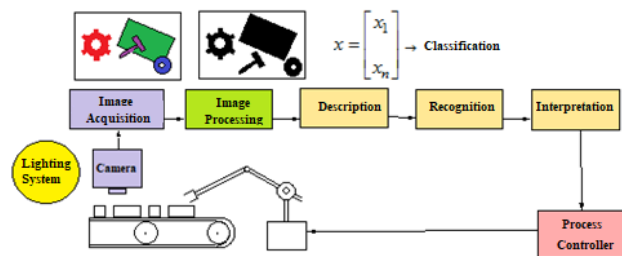 x = [x1 xn] → Classification
Image
Acquisition
Image
Processing
Description
Recognition
Interpretation
Lighting
System
Camera
Process
Controller